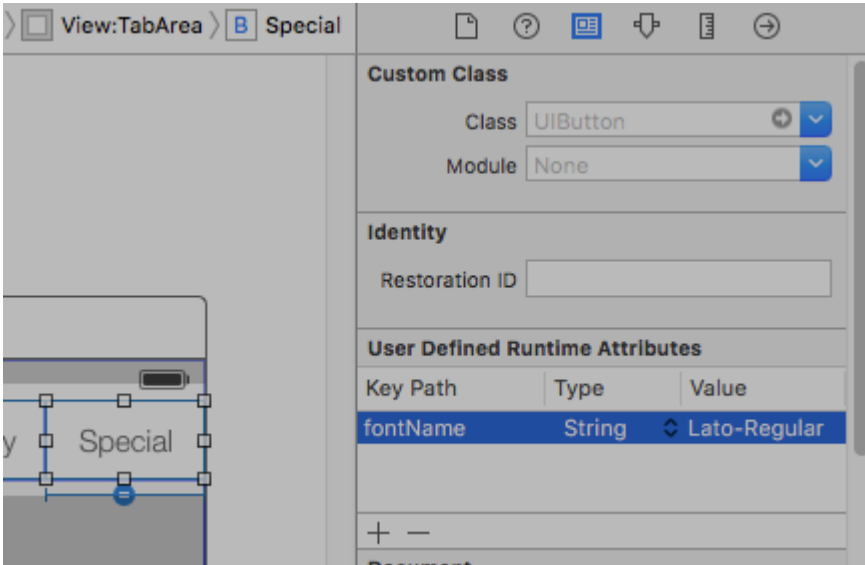 View:TabArea B Special
Custom Class
Class UIButton
Module None
Identity
Restoration ID
User Defined Runtime Attributes
Key Path Type Value
fontName String Lato-Regular
y Special
Document